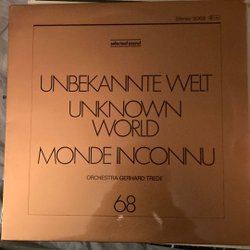 selected sound
UNBEKANNTE WELT
UNKNOWN
WORLD
MONDE INCONNU
ORCHESTRA GERHARD TREDE
68